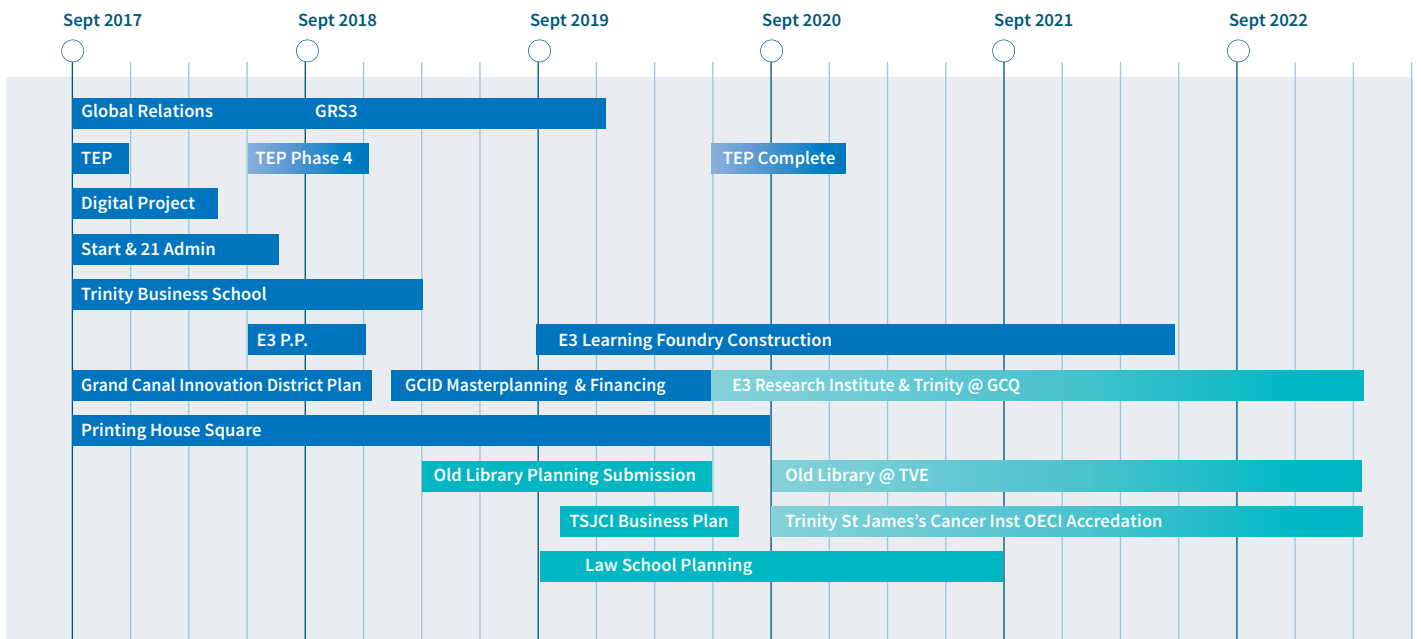 Sept 2017 Sept 2018 Sept 2019 Sept 2020 Sept 2021 Sept 2022
Global Relations GRS3
TEP TEP Phase 4 TEP Complete
Digital Project
Start & 21 Admin
Trinity Business School
E3 P.P. E3 Learning Foundry Construction
Grand Canal Innovation District Plan GCID Masterplanning & Financing E3 Research Institute & Trinity @ GCQ
Printing House Square
Old Library Planning Submission Old Library @ TVE
TSJCI Business Plan Trinity St James's Cancer Inst OECI Accredation
Law School Planning